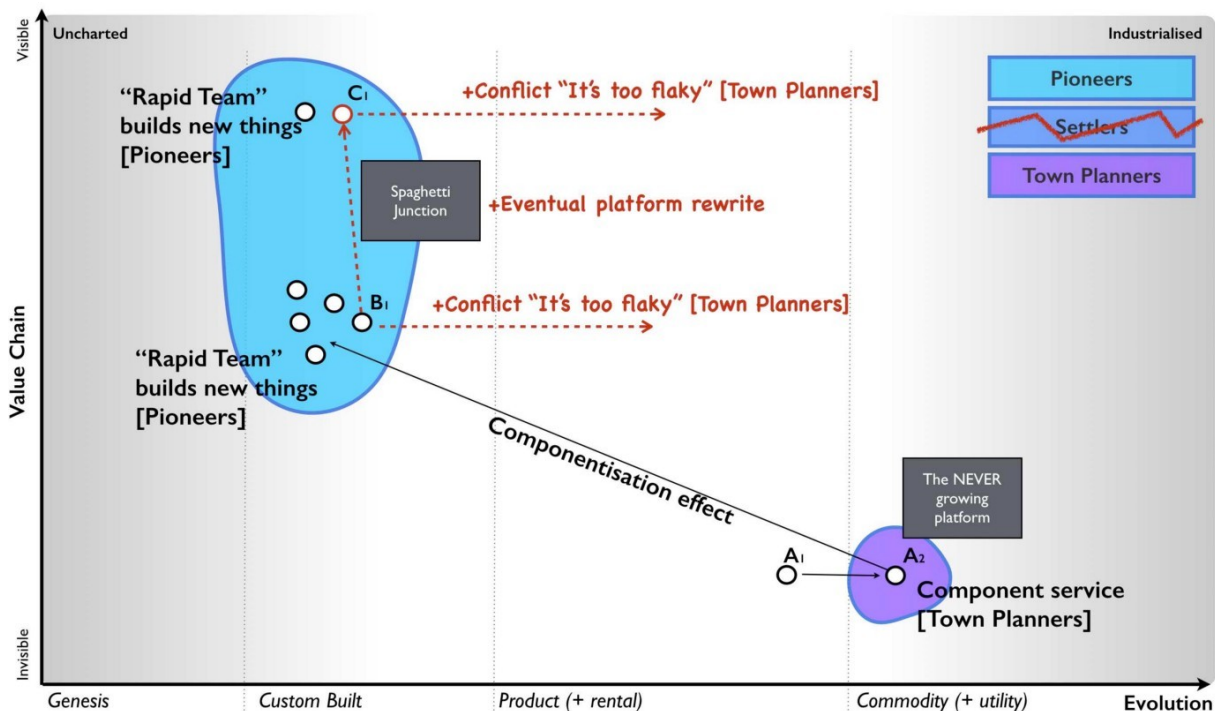 Visible
Uncharted
Industrialised
Pioneers
Settlers
Town Planners
“Rapid Team”
builds new things
[Pioneers]
C1
+Conflict “It’s too flaky” [Town Planners]
Spaghetti
Junction
+Eventual platform rewrite
Value Chain
B1
+Conflict “It’s too flaky” [Town Planners]
“Rapid Team”
builds new things
[Pioneers]
Componentisation effect
The NEVER
growing
platform
A1
A2
Component service
[Town Planners]
Invisible
Genesis
Custom Built
Product (+ rental)
Commodity (+ utility)
Evolution